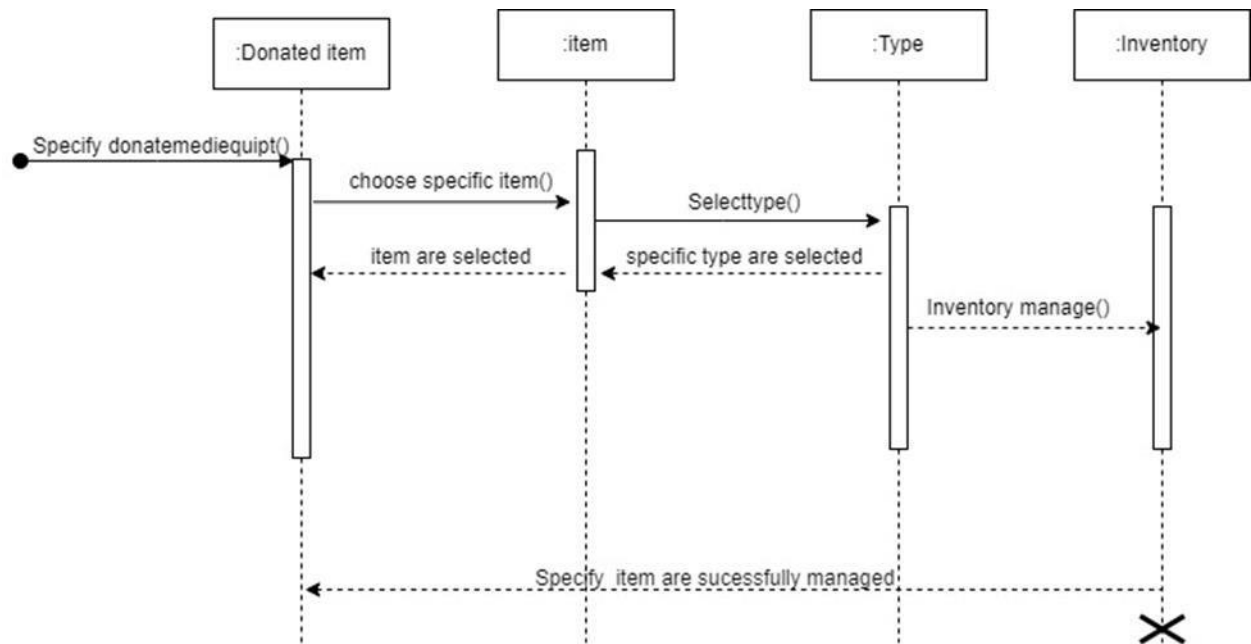 :Donated item
:item
:Type
:Inventory
Specify donatemediequipt()
choose specific item()
Selecttype()
item are selected
specific type are selected
Inventory manage()
Specify item are sucessfully managed